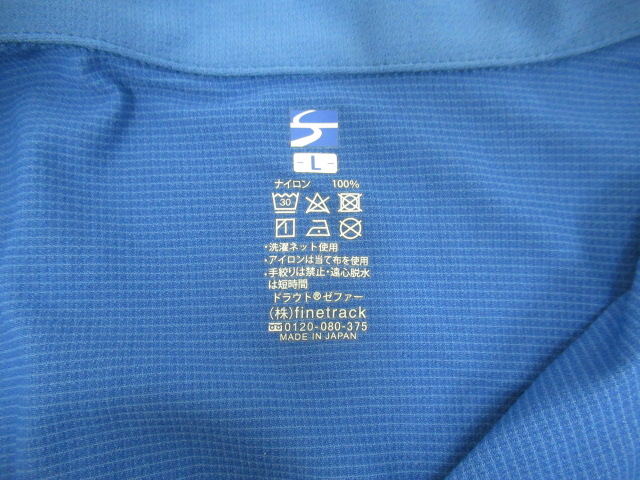 -L-
ナイロン 100%
30
・洗濯ネット使用
・アイロンは当て布を使用
・手絞りは禁止・遠心脱水
は短時間
ドラウト®ゼファー
(株)finetrack
0120-080-375
MADE IN JAPAN